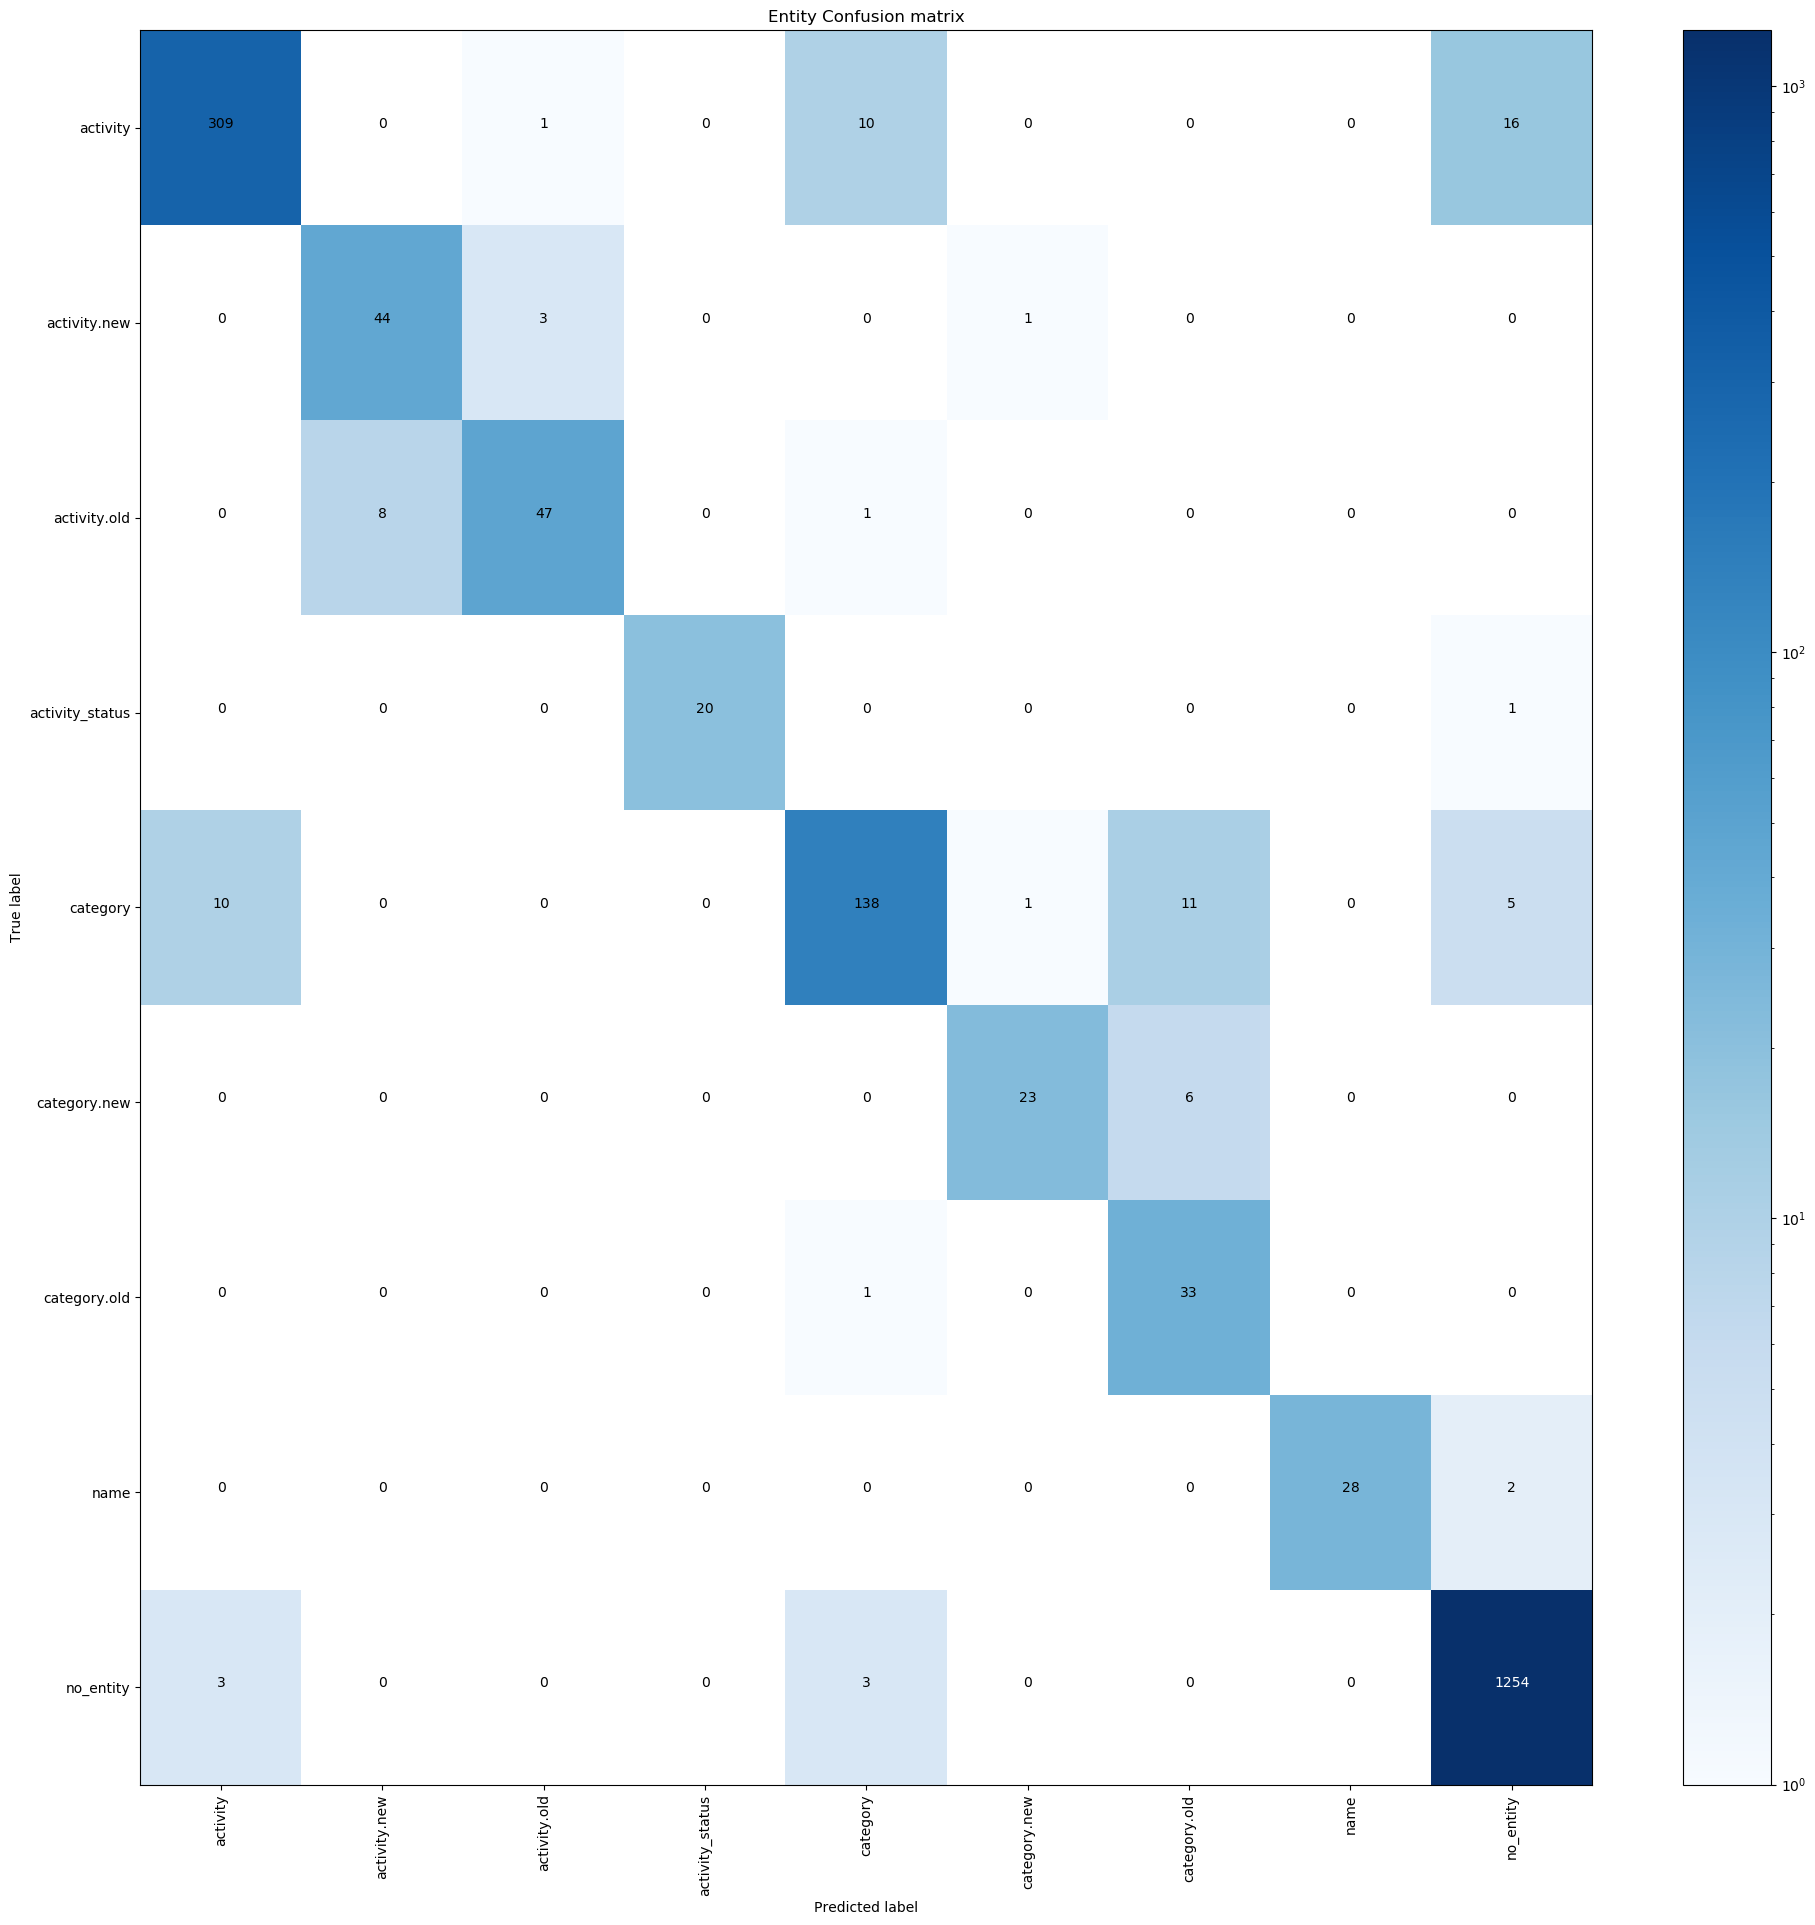 Entity Confusion matrix
activity 309 0 1 0 10 0 0 0 16
activity.new 0 44 3 0 0 1 0 0 0
activity.old 0 8 47 0 1 0 0 0 0
activity_status 0 0 0 20 0 0 0 0 1
category 10 0 0 0 138 1 11 0 5
category.new 0 0 0 0 0 23 6 0 0
category.old 0 0 0 0 1 0 33 0 0
name 0 0 0 0 0 0 0 28 2
no_entity 3 0 0 0 3 0 0 0 1254
True label
activity
activity.new
activity.old
activity_status
category
category.new
category.old
name
no_entity
Predicted label
10³
10²
10¹
10⁰